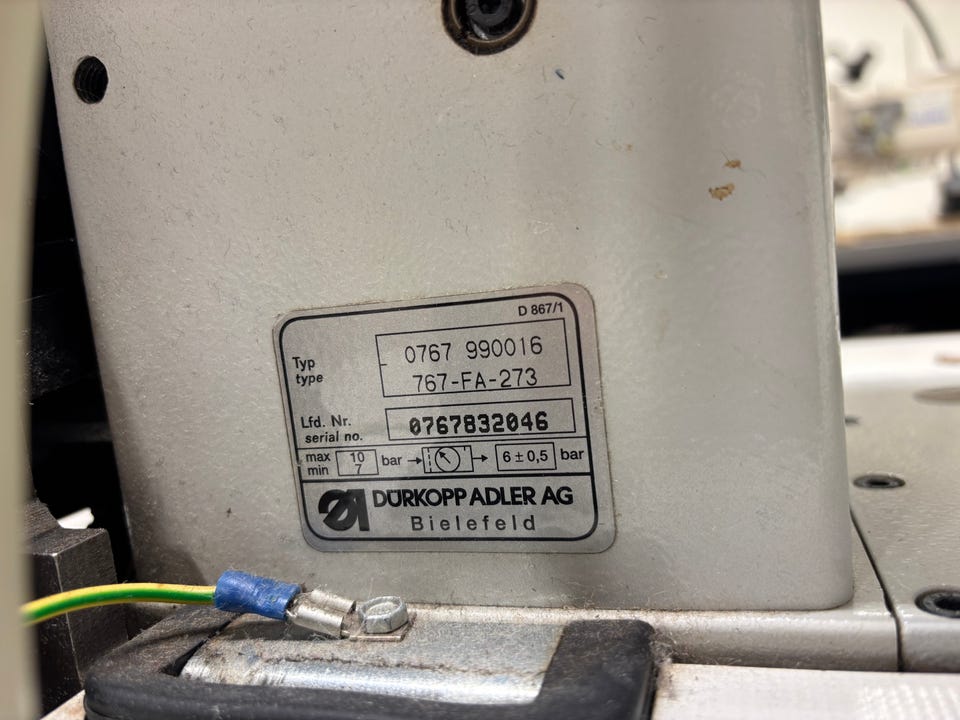 D 867/1
Typ
type
0767 990016
767-FA-273
Lfd. Nr.
serial no.
0767832046
max
min
10
7
bar
6 ± 0,5
bar
DÜRKOPP ADLER AG
Bielefeld